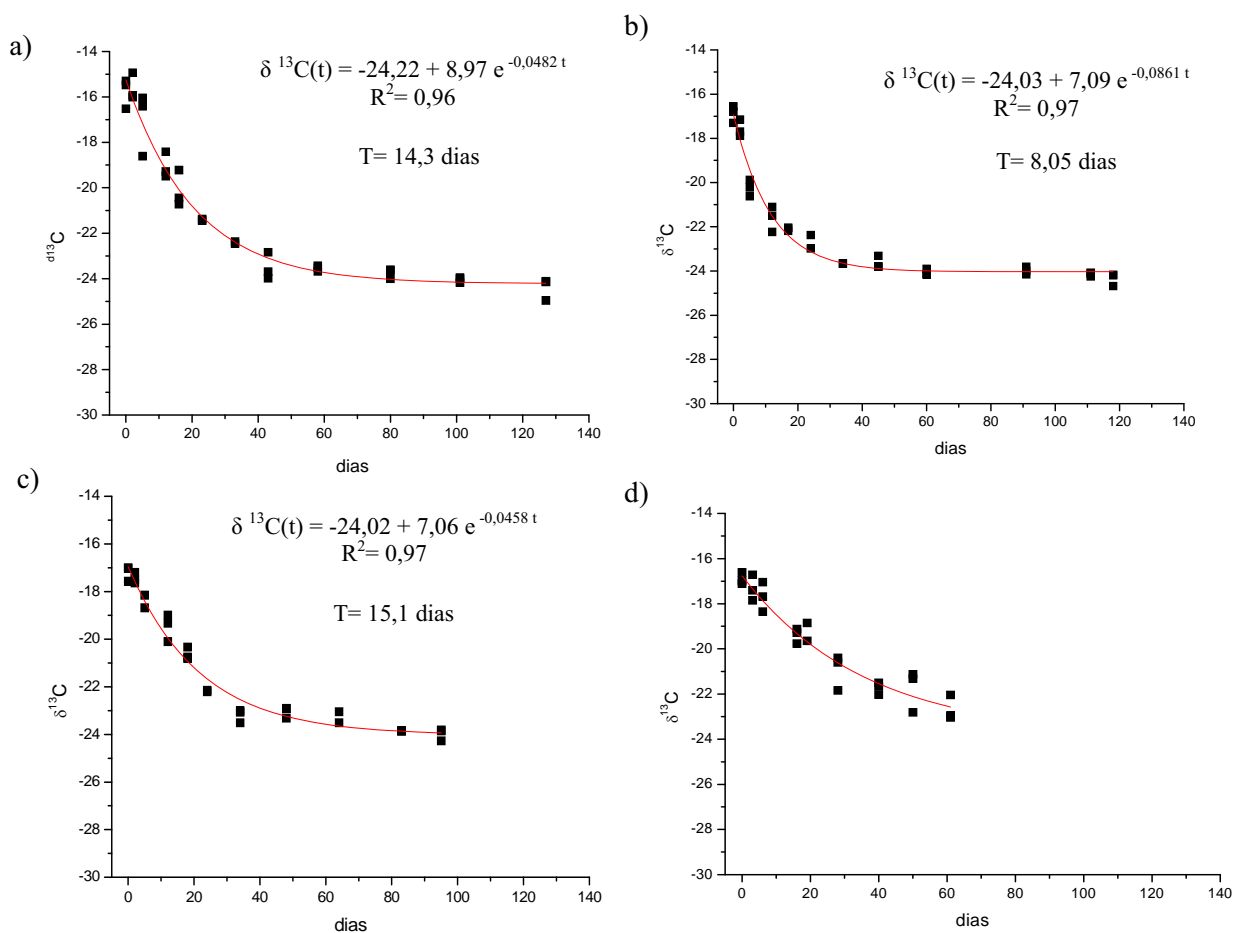 a)
δ ¹³C(t) = -24,22 + 8,97 e ^-0,0482 t
R²= 0,96
T= 14,3 dias
-14
-16
-18
-20
-22
-24
-26
-28
-30
d13C
0 20 40 60 80 100 120 140
dias
b)
δ ¹³C(t) = -24,03 + 7,09 e ^-0,0861 t
R²= 0,97
T= 8,05 dias
-14
-16
-18
-20
-22
-24
-26
-28
-30
δ¹³C
0 20 40 60 80 100 120 140
dias
c)
δ ¹³C(t) = -24,02 + 7,06 e ^-0,0458 t
R²= 0,97
T= 15,1 dias
-14
-16
-18
-20
-22
-24
-26
-28
-30
δ¹³C
0 20 40 60 80 100 120 140
dias
d)
-14
-16
-18
-20
-22
-24
-26
-28
-30
δ¹³C
0 20 40 60 80 100 120 140
dias